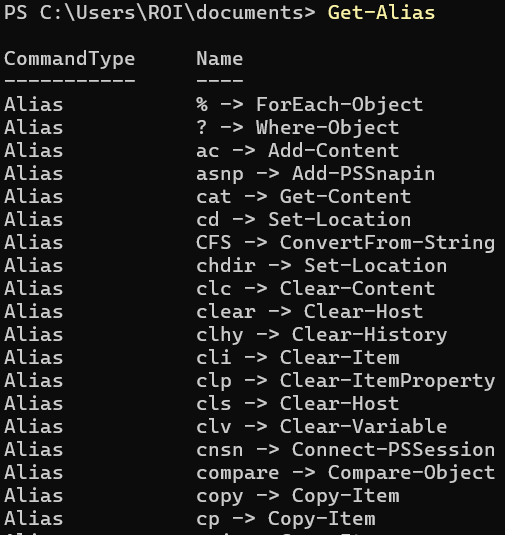 PS C:\Users\ROI\documents> Get-Alias
CommandType     Name
-----------     ----
Alias           % -> ForEach-Object
Alias           ? -> Where-Object
Alias           ac -> Add-Content
Alias           asnp -> Add-PSSnapin
Alias           cat -> Get-Content
Alias           cd -> Set-Location
Alias           CFS -> ConvertFrom-String
Alias           chdir -> Set-Location
Alias           clc -> Clear-Content
Alias           clear -> Clear-Host
Alias           clhy -> Clear-History
Alias           cli -> Clear-Item
Alias           clp -> Clear-ItemProperty
Alias           cls -> Clear-Host
Alias           clv -> Clear-Variable
Alias           cnsn -> Connect-PSSession
Alias           compare -> Compare-Object
Alias           copy -> Copy-Item
Alias           cp -> Copy-Item